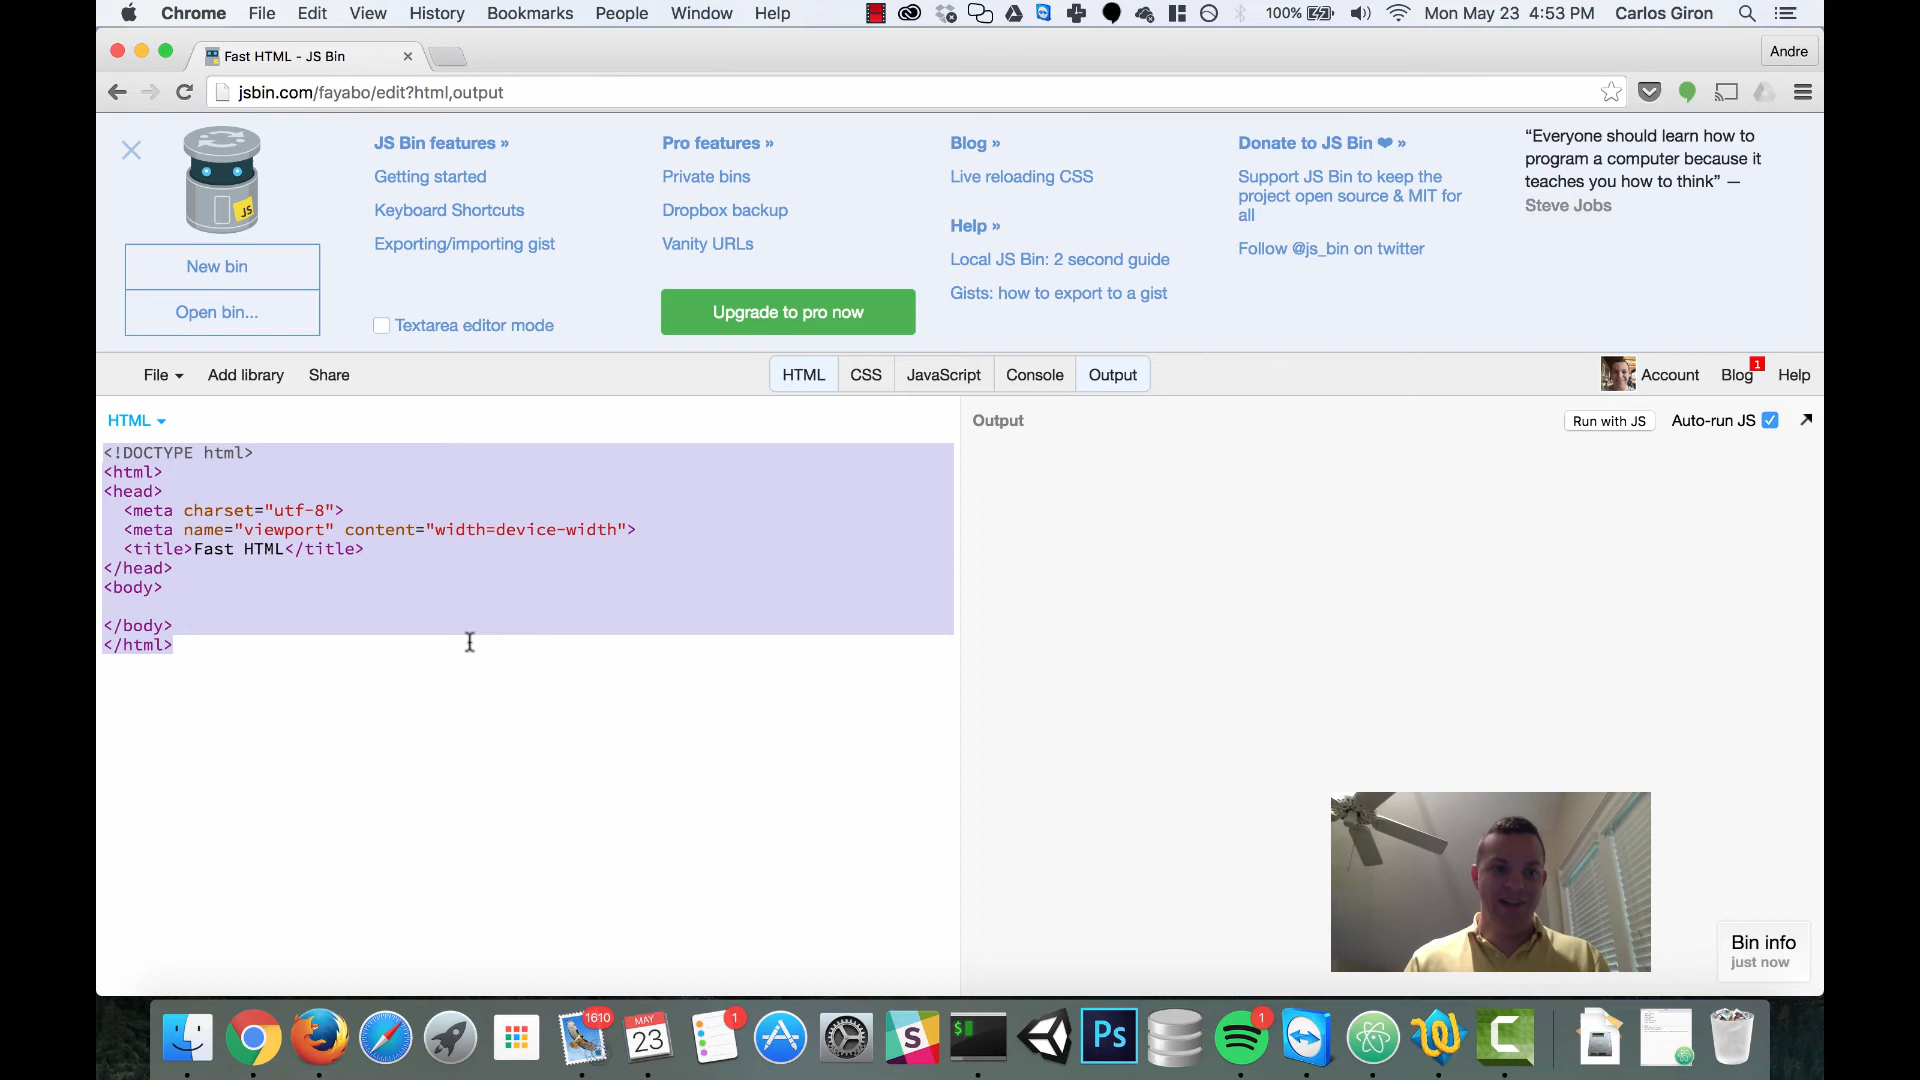 Chrome File Edit View History Bookmarks People Window Help 100% Mon May 23 4:53 PM Carlos Giron
Fast HTML - JS Bin
Andre
jsbin.com/fayabo/edit?html,output
JS
New bin
Open bin...
JS Bin features »
Getting started
Keyboard Shortcuts
Exporting/importing gist
Textarea editor mode
Pro features »
Private bins
Dropbox backup
Vanity URLs
Upgrade to pro now
Blog »
Live reloading CSS
Help »
Local JS Bin: 2 second guide
Gists: how to export to a gist
Donate to JS Bin ❤ »
Support JS Bin to keep the
project open source & MIT for
all
Follow @js_bin on twitter
“Everyone should learn how to
program a computer because it
teaches you how to think” —
Steve Jobs
File Add library Share HTML CSS JavaScript Console Output Account Blog 1 Help
HTML
<!DOCTYPE html>
<html>
<head>
  <meta charset="utf-8">
  <meta name="viewport" content="width=device-width">
  <title>Fast HTML</title>
</head>
<body>
</body>
</html>
Output Run with JS Auto-run JS
Bin info
just now
1610
MAY
23
1
S
$
Ps
1
C